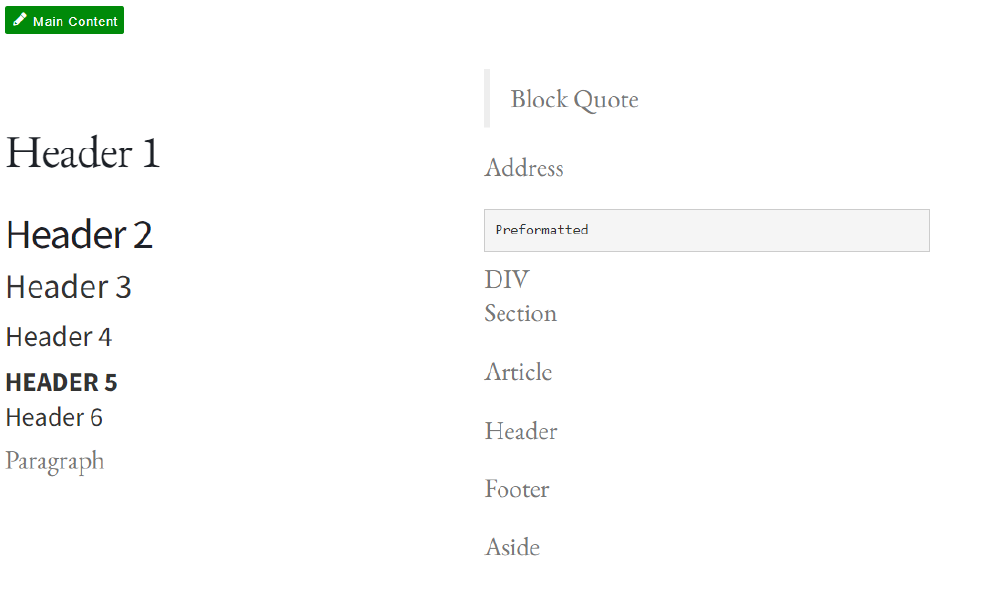 Main Content
Header 1
Header 2
Header 3
Header 4
HEADER 5
Header 6
Paragraph
Block Quote
Address
Preformatted
DIV
Section
Article
Header
Footer
Aside